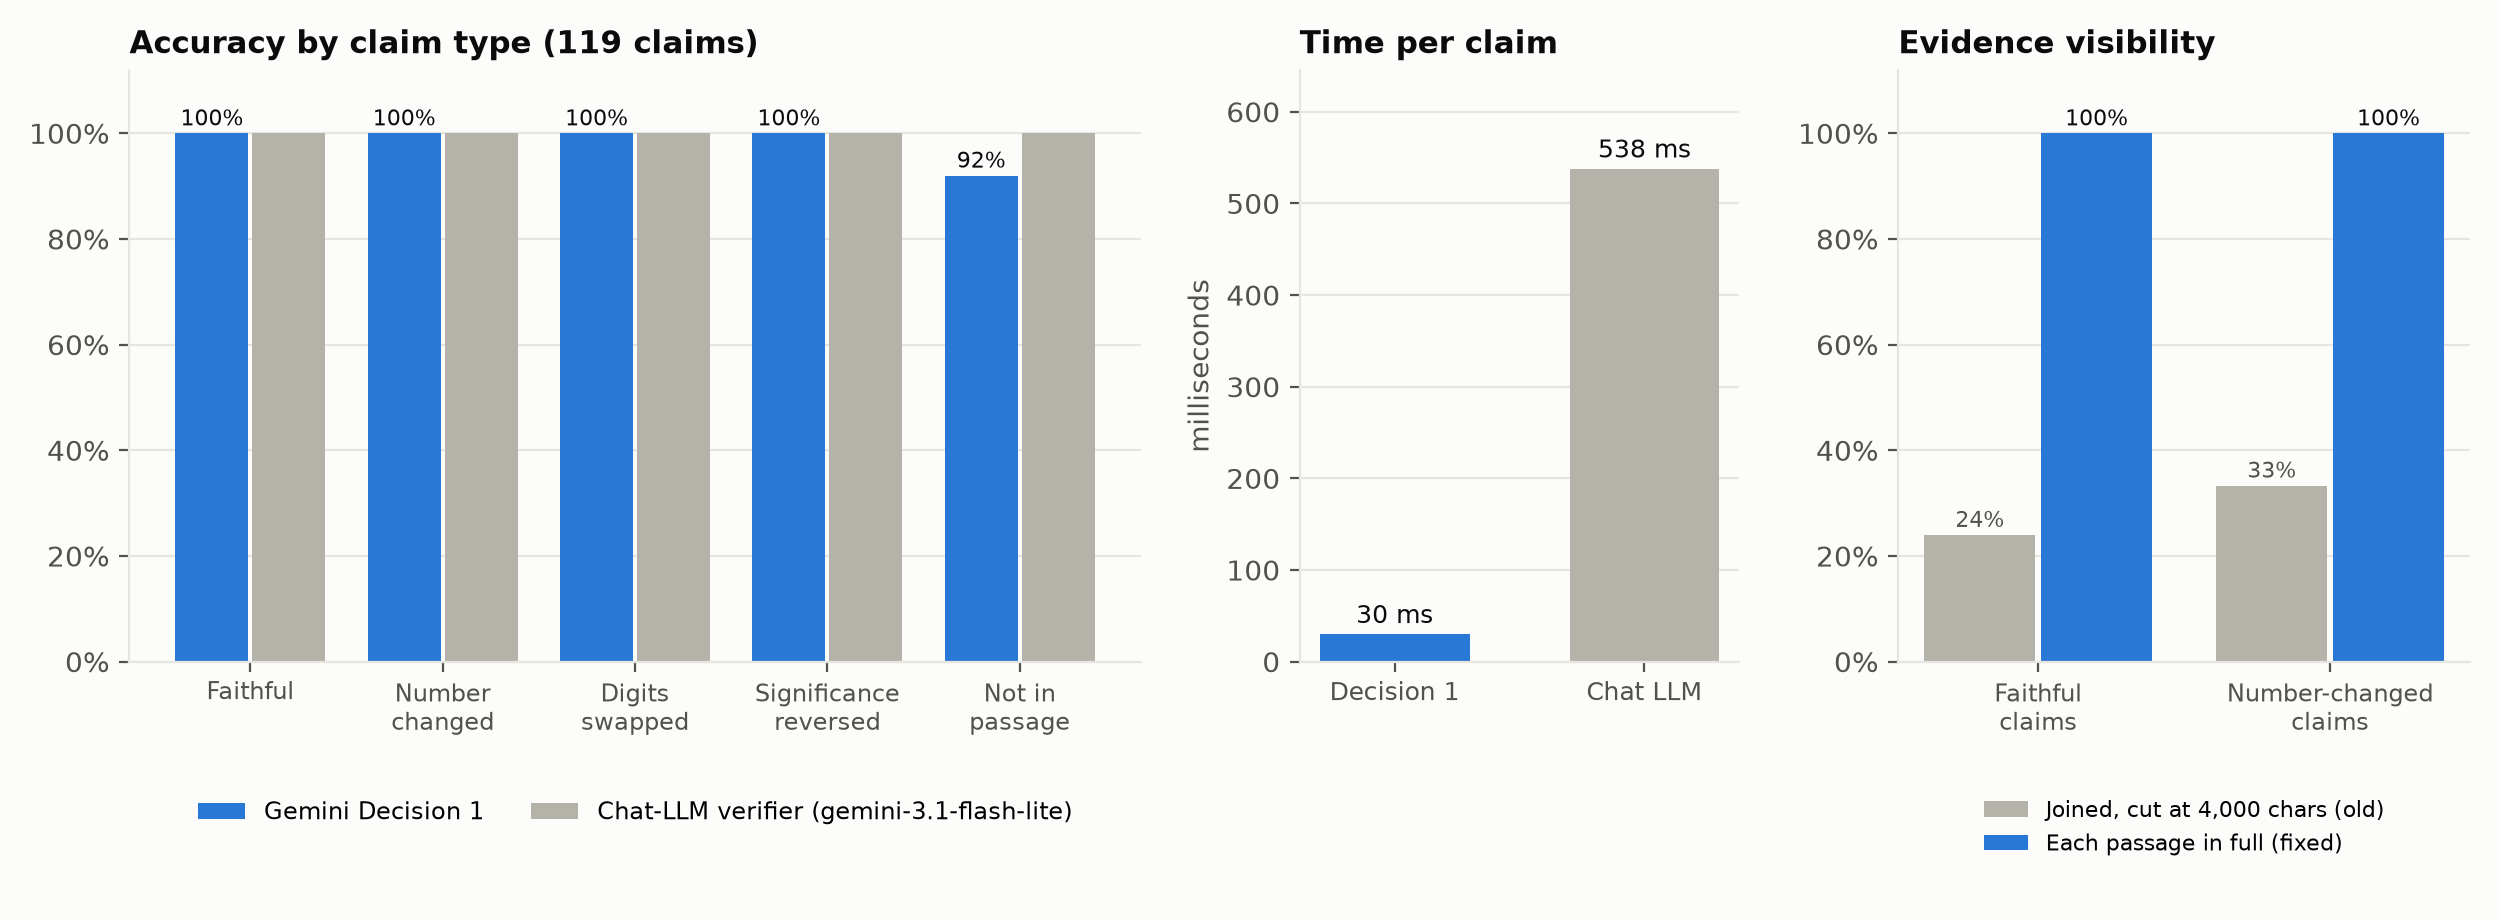 Accuracy by claim type (119 claims)
100%
100%
100%
100%
92%
100%
80%
60%
40%
20%
0%
Faithful
Number
changed
Digits
swapped
Significance
reversed
Not in
passage
Gemini Decision 1
Chat-LLM verifier (gemini-3.1-flash-lite)
Time per claim
milliseconds
600
500
400
300
200
100
0
30 ms
538 ms
Decision 1
Chat LLM
Evidence visibility
100%
80%
60%
40%
20%
0%
24%
100%
33%
100%
Faithful
claims
Number-changed
claims
Joined, cut at 4,000 chars (old)
Each passage in full (fixed)